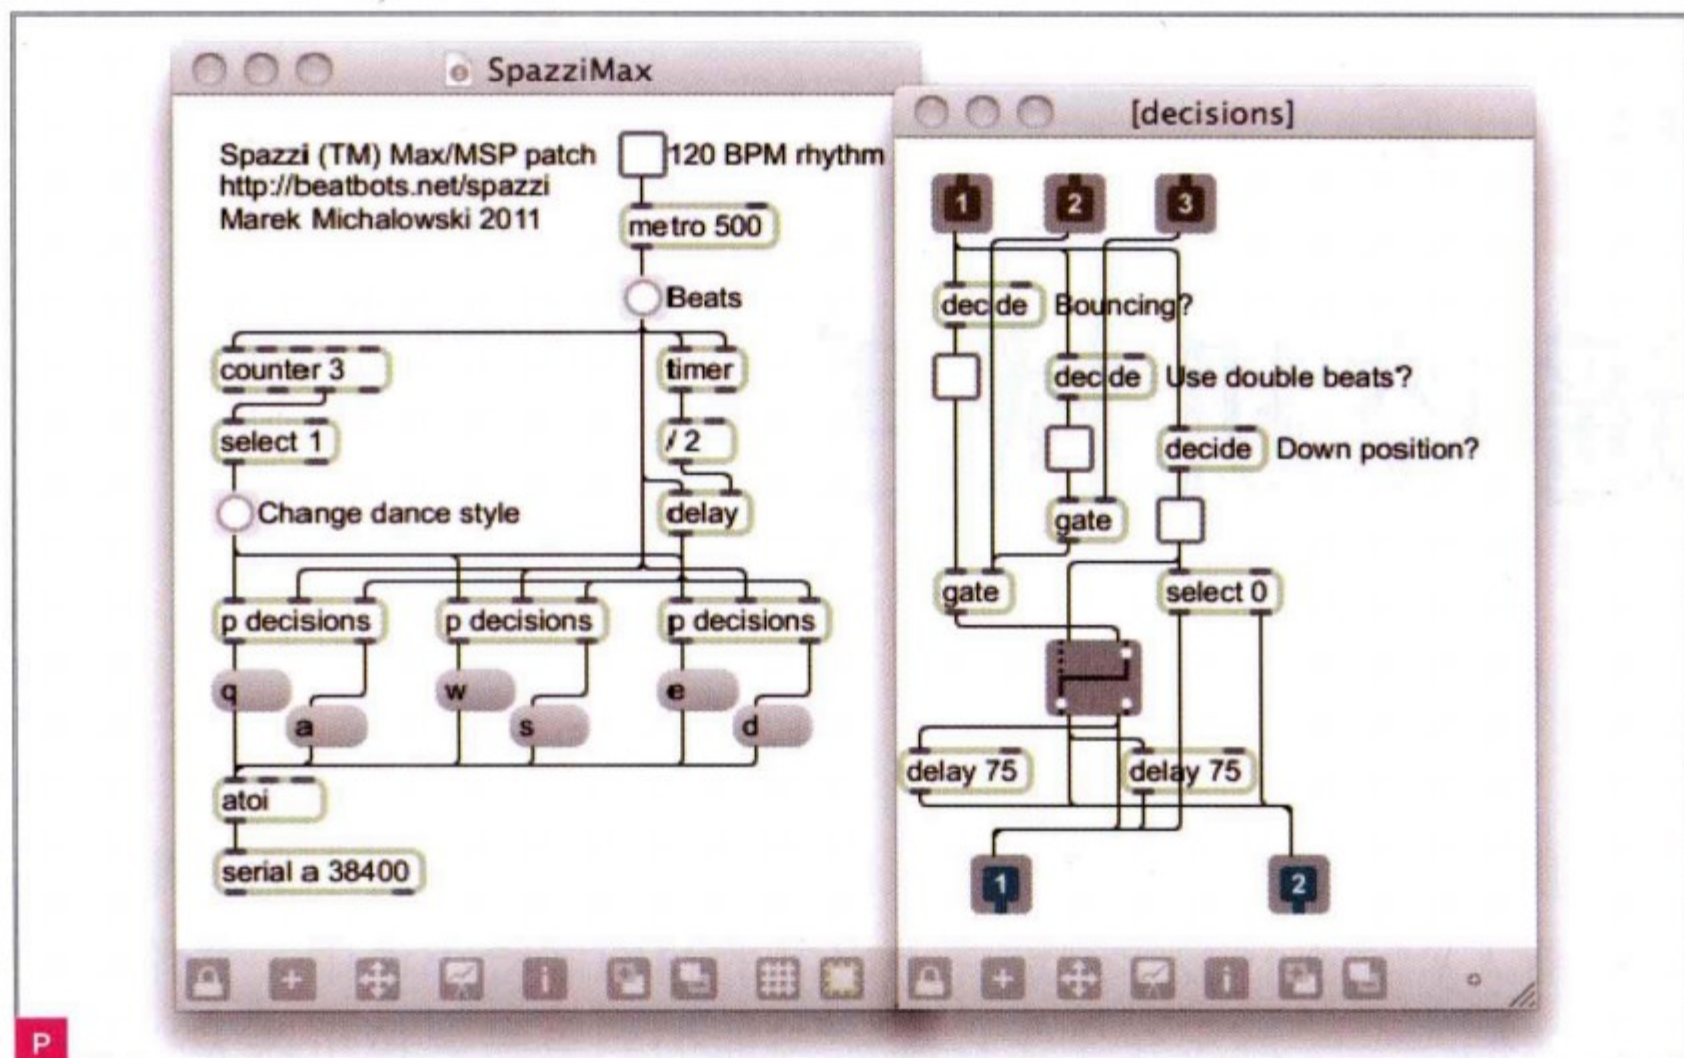 SpazziMax
Spazzi (TM) Max/MSP patch
http://beatbots.net/spazzi
Marek Michalowski 2011
120 BPM rhythm
metro 500
Beats
counter 3
timer
select 1
/ 2
Change dance style
delay
p decisions
p decisions
p decisions
q
w
e
a
s
d
atoi
serial a 38400
[decisions]
1
2
3
decide
Bouncing?
decide
Use double beats?
decide
Down position?
gate
gate
select 0
delay 75
delay 75
1
2
P